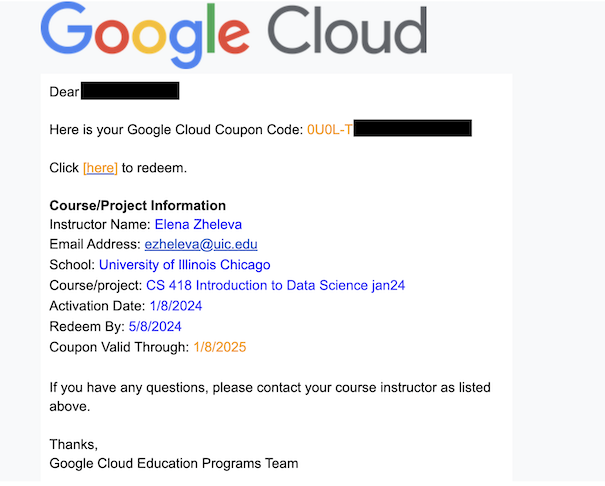 Google Cloud
Dear
Here is your Google Cloud Coupon Code: 0U0L-T
Click [here] to redeem.
Course/Project Information
Instructor Name: Elena Zheleva
Email Address: ezheleva@uic.edu
School: University of Illinois Chicago
Course/project: CS 418 Introduction to Data Science jan24
Activation Date: 1/8/2024
Redeem By: 5/8/2024
Coupon Valid Through: 1/8/2025
If you have any questions, please contact your course instructor as listed
above.
Thanks,
Google Cloud Education Programs Team